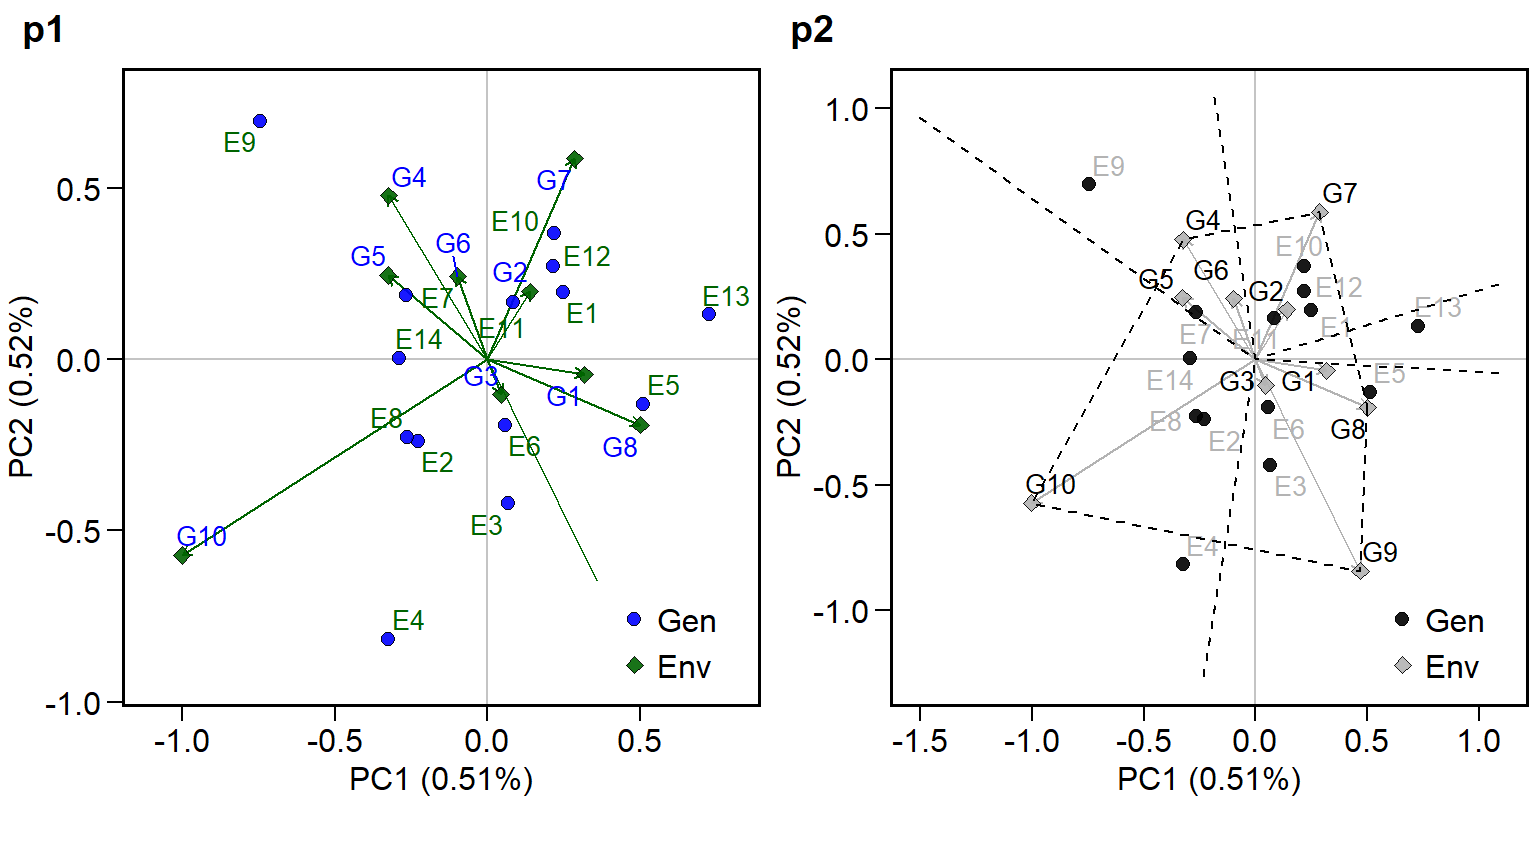 p1
E9
G4
G7
G6
E10
G5
G2
E12
E7
E1
E13
E11
E14
G3
G1
E5
E8
E2
E6
G8
E3
G10
E4
Gen
Env
0.5
0.0
-0.5
-1.0
PC2 (0.52%)
-1.0 -0.5 0.0 0.5
PC1 (0.51%)
p2
E9
G7
G4
E10
G5
G6
G2
E12
E13
E7
E11
E1
E14
G3
G1
E5
E8
E2
E6
G8
G10
E3
E4
G9
Gen
Env
1.0
0.5
0.0
-0.5
-1.0
PC2 (0.52%)
-1.5 -1.0 -0.5 0.0 0.5 1.0
PC1 (0.51%)